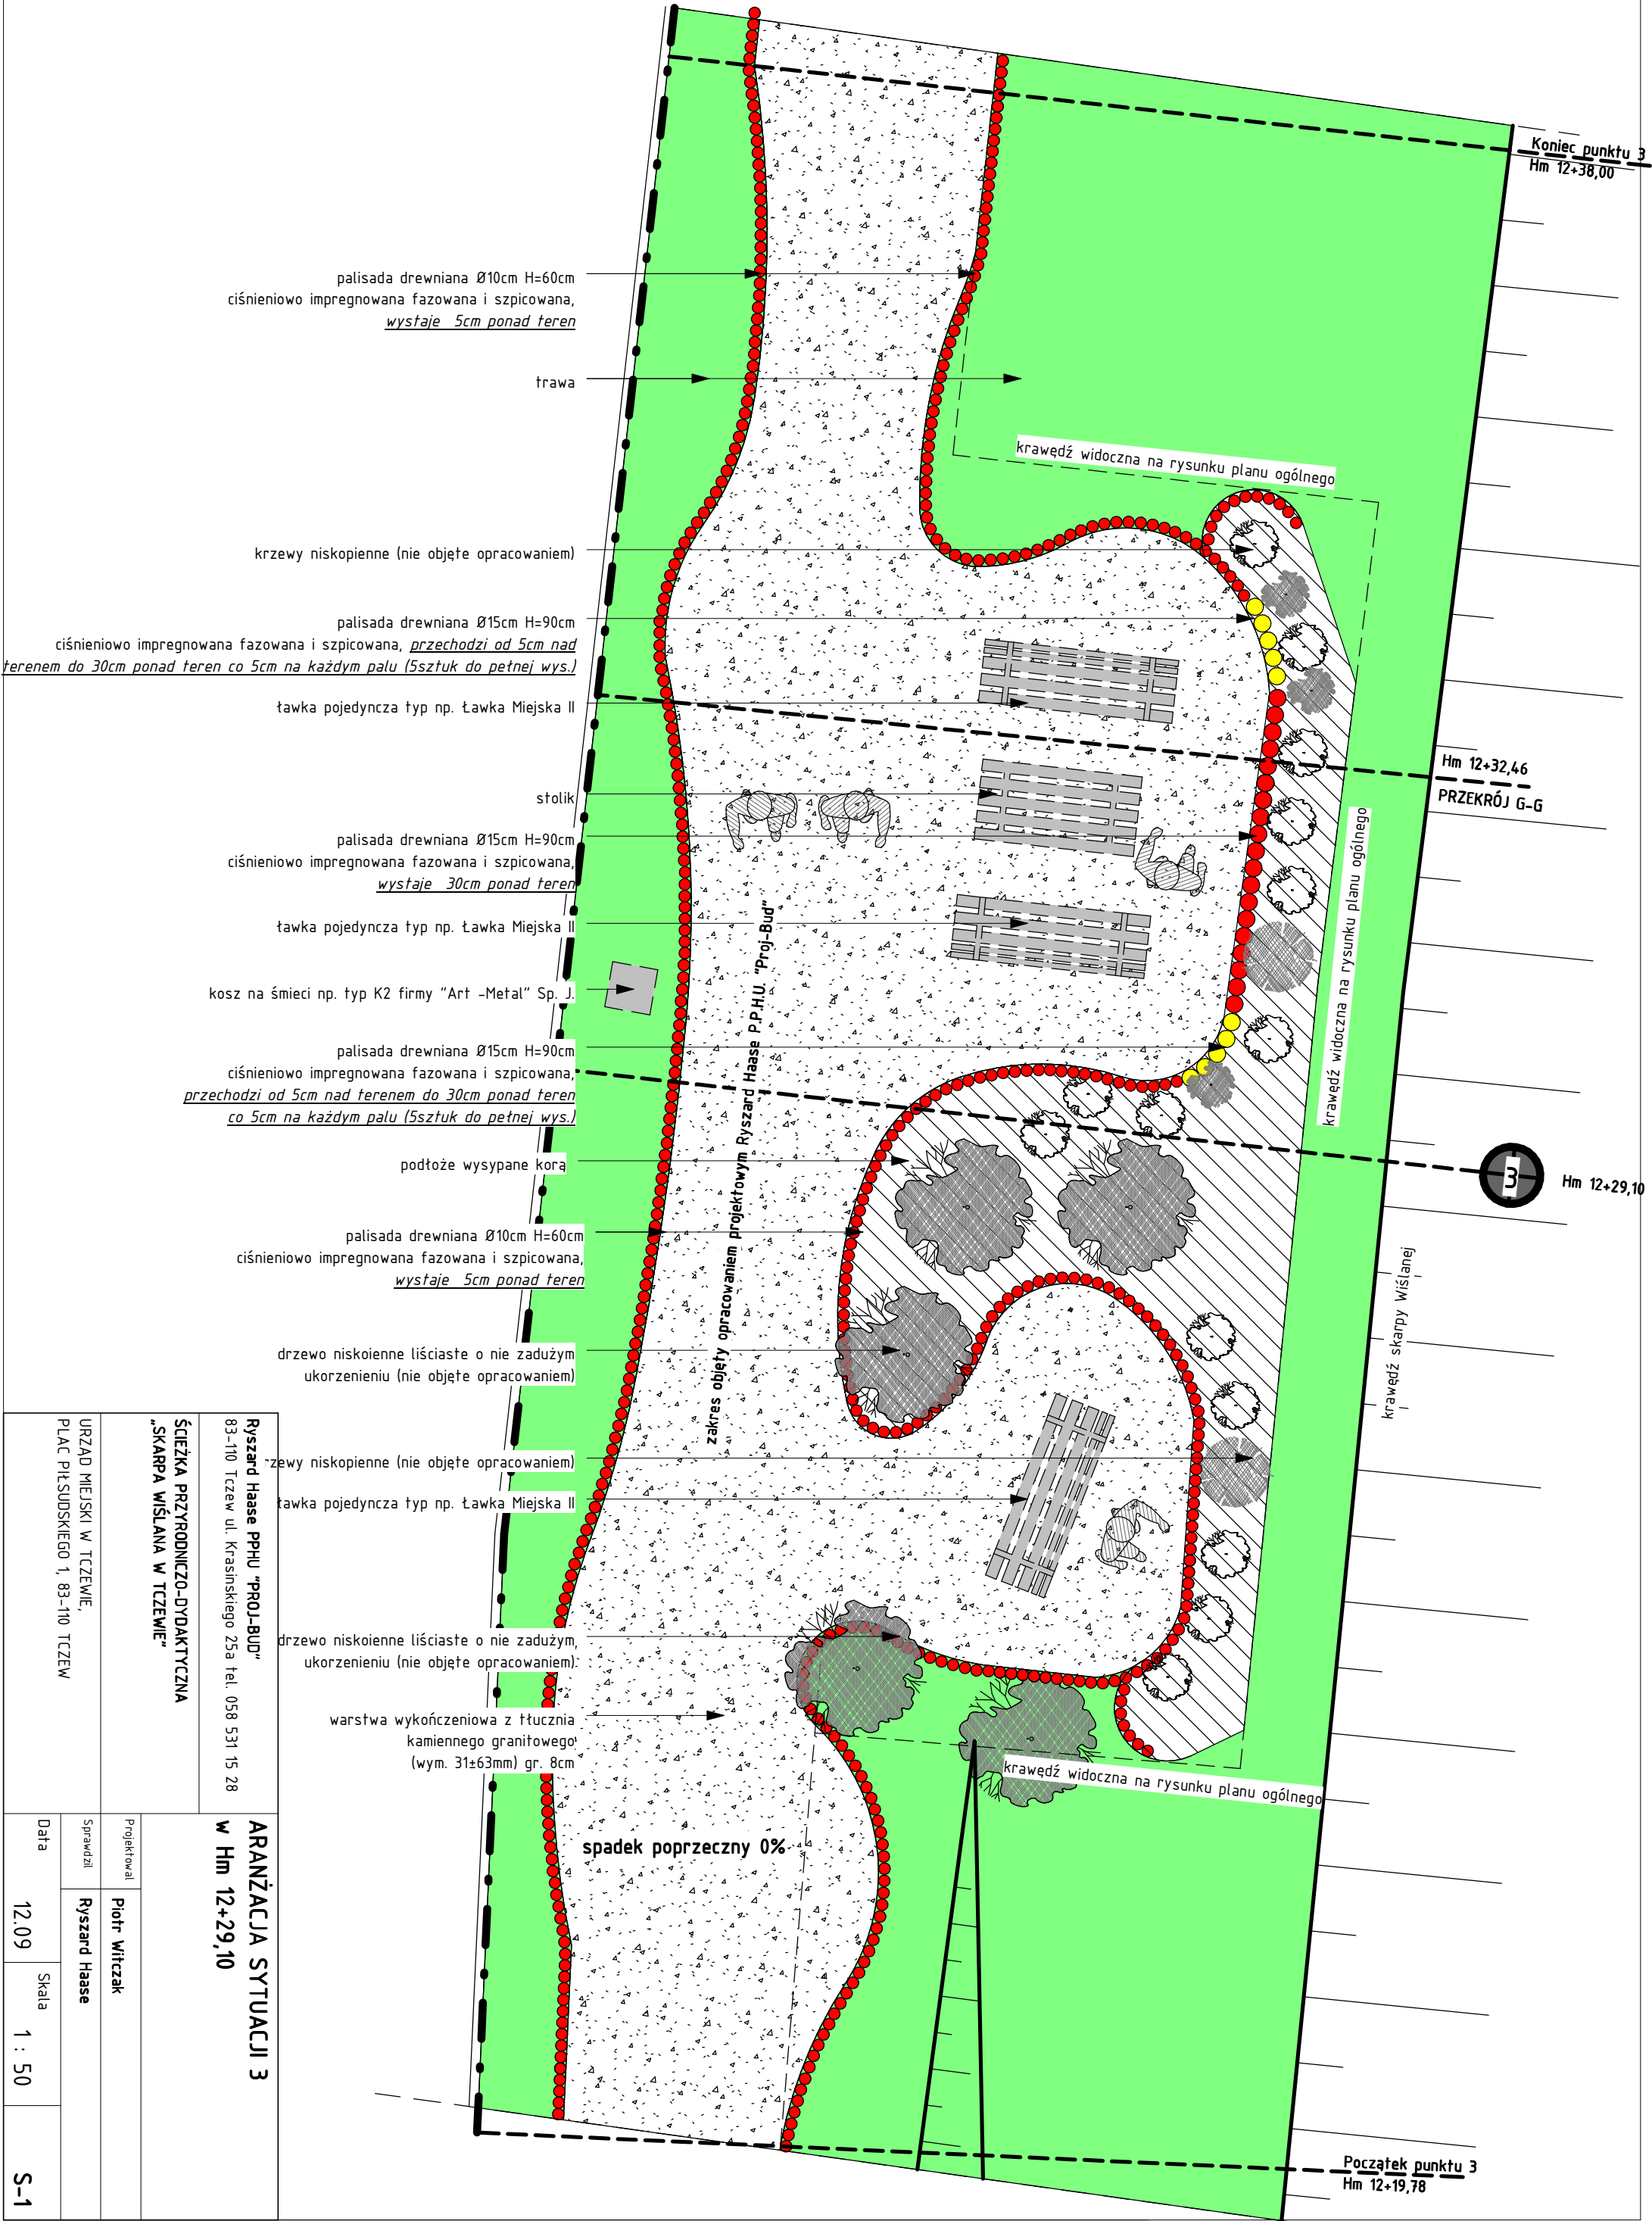 Koniec punktu 3
Hm 12+38,00
palisada drewniana Ø10cm H=60cm
ciśnieniowo impregnowana fazowana i szpicowana,
wystaje 5cm ponad teren
trawa
krawędź widoczna na rysunku planu ogólnego
krzewy niskopienne (nie objęte opracowaniem)
palisada drewniana Ø15cm H=90cm
ciśnieniowo impregnowana fazowana i szpicowana, przechodzi od 5cm nad
terenem do 30cm ponad teren co 5cm na każdym palu (5sztuk do pełnej wys.)
ławka pojedyncza typ np. Ławka Miejska II
Hm 12+32,46
PRZEKRÓJ G-G
stolik
palisada drewniana Ø15cm H=90cm
ciśnieniowo impregnowana fazowana i szpicowana,
wystaje 30cm ponad teren
krawędź widoczna na rysunku planu ogólnego
ławka pojedyncza typ np. Ławka Miejska II
zakres objęty opracowaniem projektowym Ryszard Haase P.P.H.U. "Proj-Bud"
kosz na śmieci np. typ K2 firmy "Art -Metal" Sp. J.
palisada drewniana Ø15cm H=90cm
ciśnieniowo impregnowana fazowana i szpicowana,
przechodzi od 5cm nad terenem do 30cm ponad teren
co 5cm na każdym palu (5sztuk do pełnej wys.)
podłoże wysypane korą
3
Hm 12+29,10
palisada drewniana Ø10cm H=60cm
ciśnieniowo impregnowana fazowana i szpicowana,
wystaje 5cm ponad teren
krawędź skarpy wiślanej
drzewo niskoienne liściaste o nie zadużym
ukorzenieniu (nie objęte opracowaniem)
rzewy niskopienne (nie objęte opracowaniem)
ławka pojedyncza typ np. Ławka Miejska II
drzewo niskoienne liściaste o nie zadużym
ukorzenieniu (nie objęte opracowaniem)
warstwa wykończeniowa z tłucznia
kamiennego granitowego
(wym. 31±63mm) gr. 8cm
krawędź widoczna na rysunku planu ogólnego
spadek poprzeczny 0%
Początek punktu 3
Hm 12+19,78
Ryszard Haase PPHU "PROJ-BUD"
83-110 Tczew ul. Krasinskiego 25a tel. 058 531 15 28
ŚCIEŻKA PRZYRODNICZO-DYDAKTYCZNA
„SKARPA WIŚLANA W TCZEWIE"
URZĄD MIEJSKI W TCZEWIE,
PLAC PIŁSUDSKIEGO 1, 83-110 TCZEW
ARANŻACJA SYTUACJI 3
w Hm 12+29,10
Projektował
Piotr Witczak
Sprawdził
Ryszard Haase
Data
12.09
Skala
1 : 50
S-1